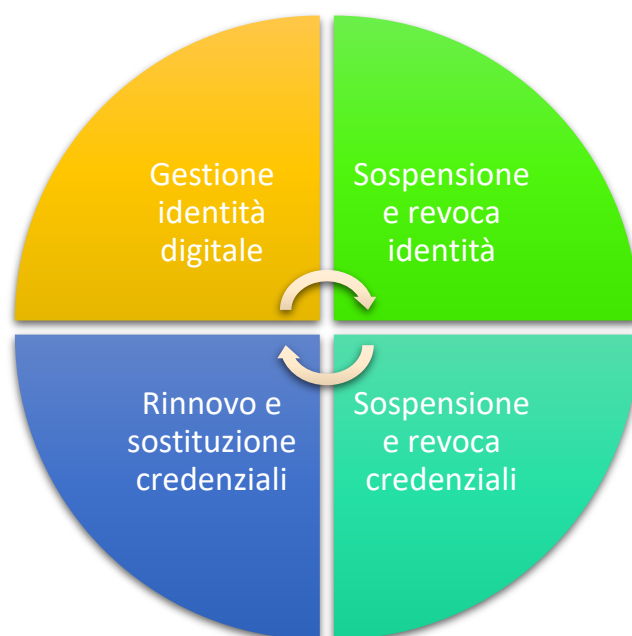 Gestione
identità
digitale
Sospensione
e revoca
identità
Rinnovo e
sostituzione
credenziali
Sospensione
e revoca
credenziali